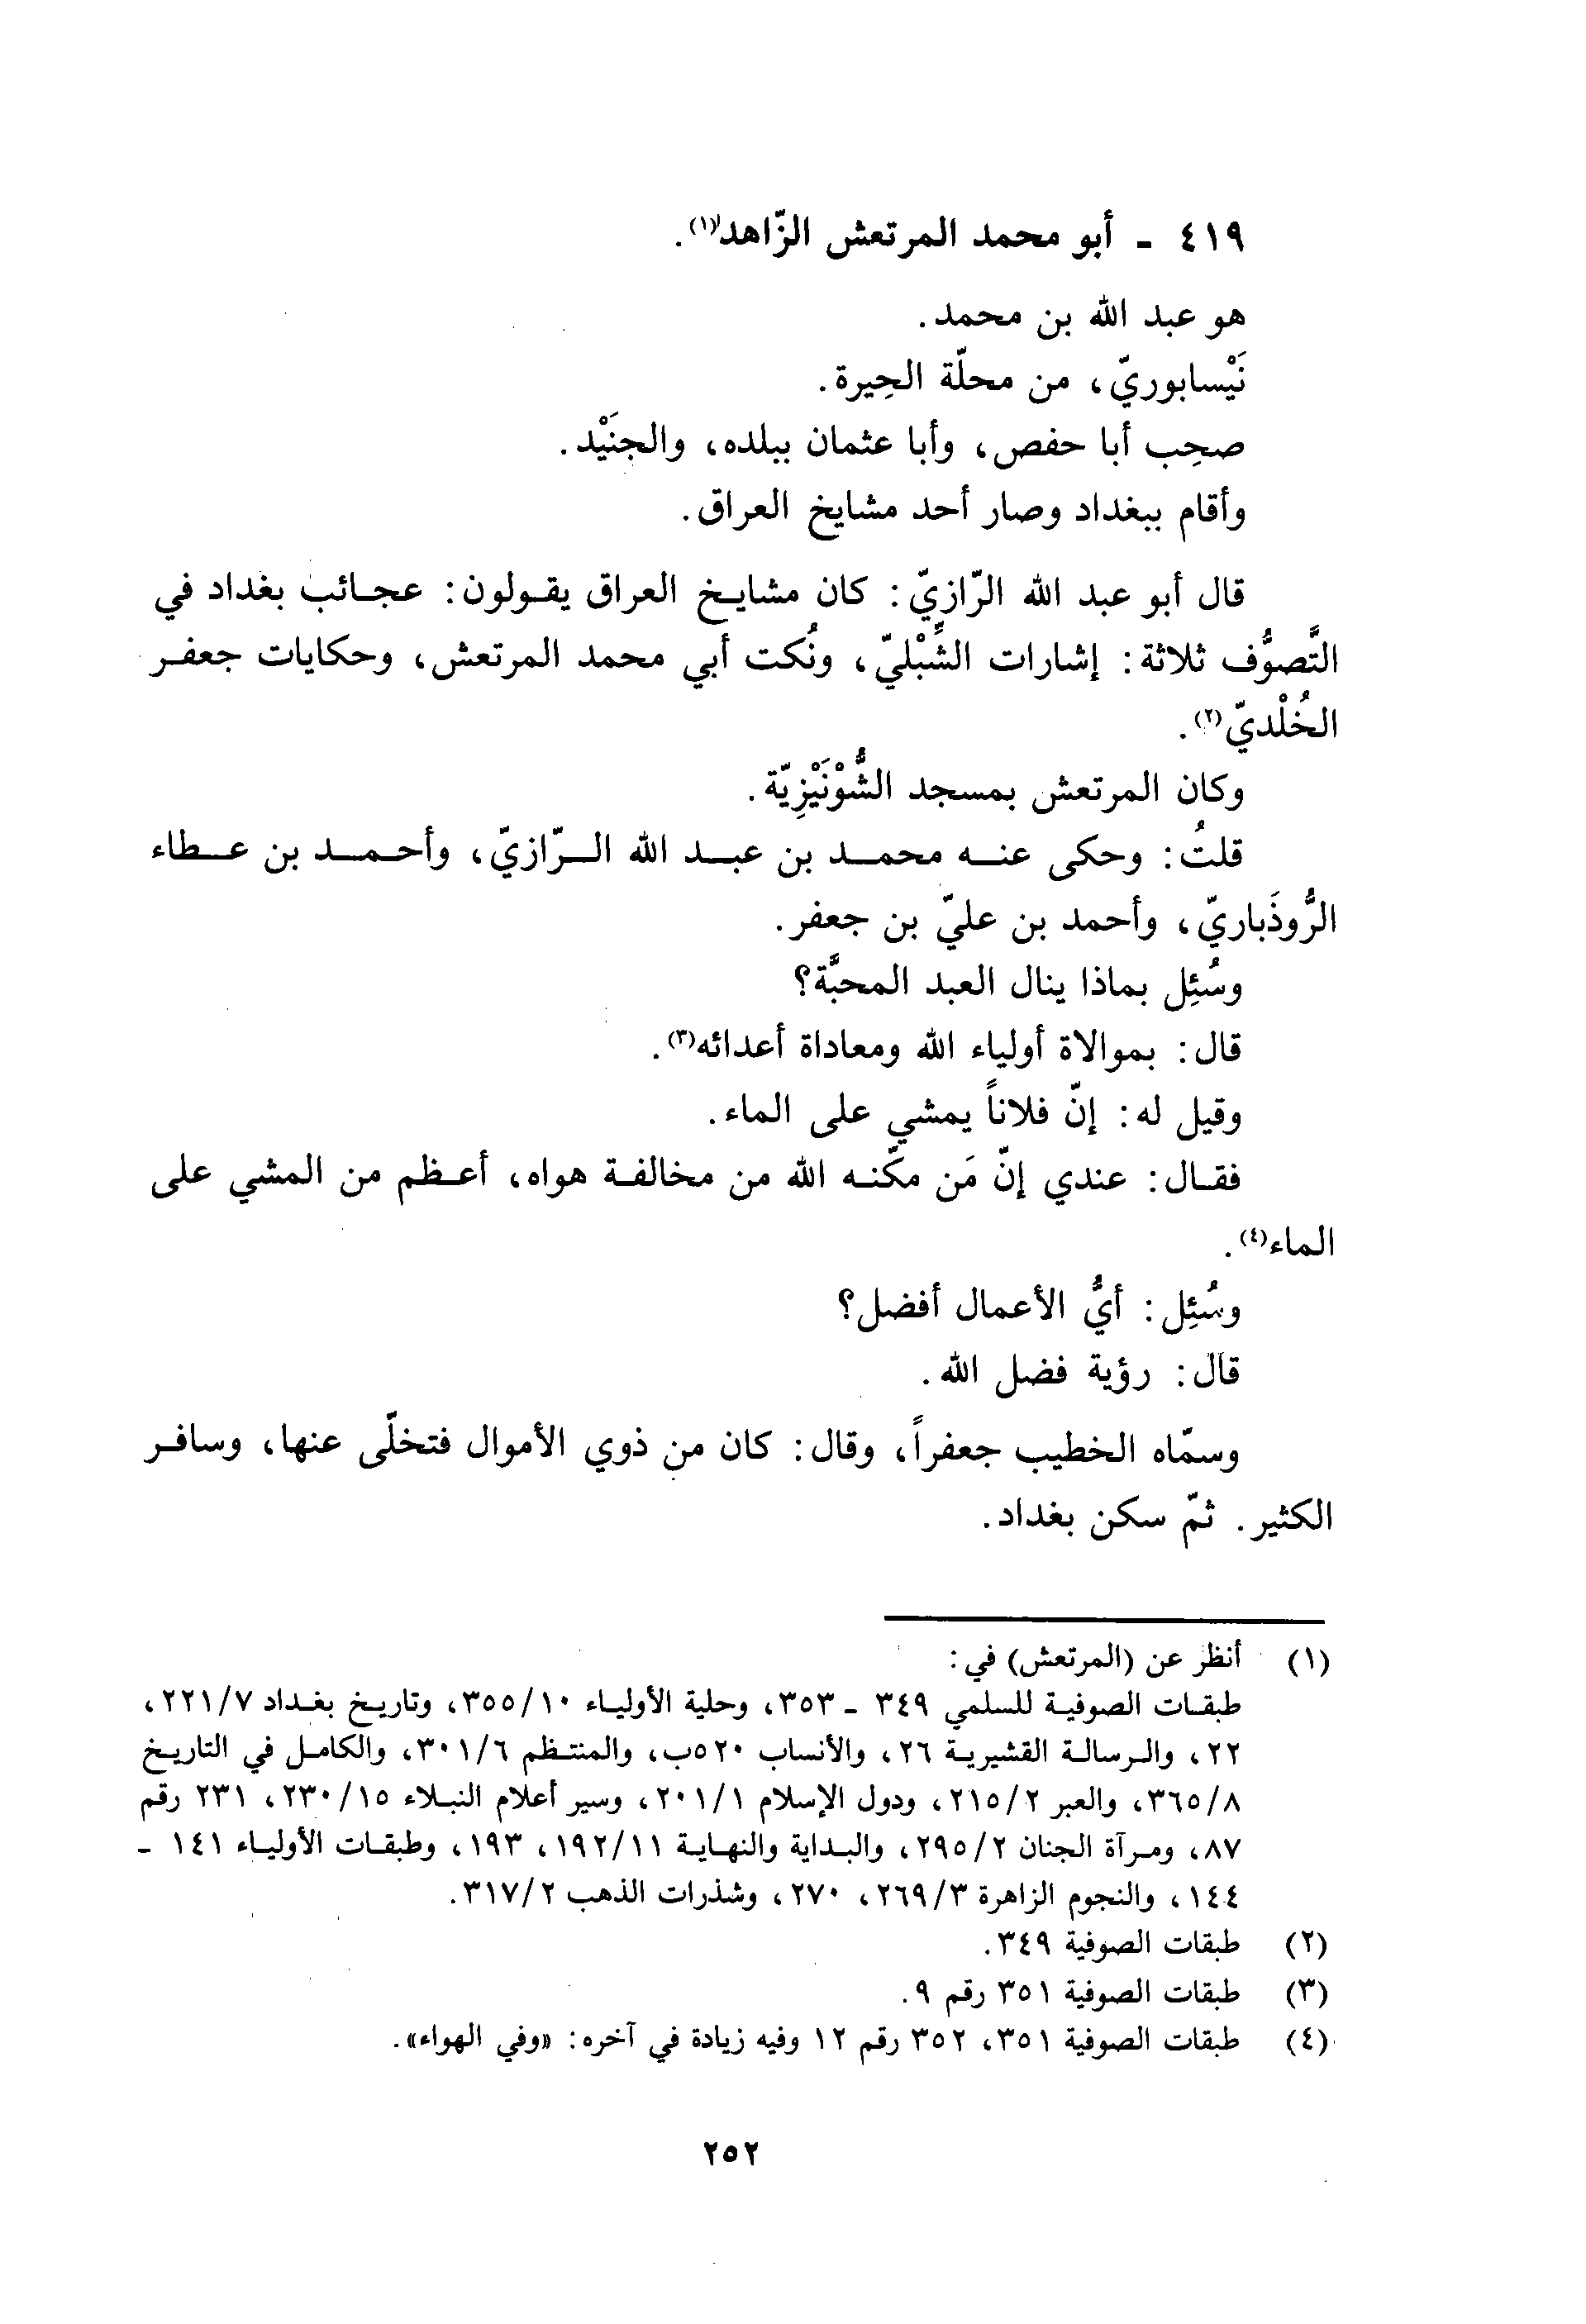 ٤١٩ - أبو محمد المرتعش الزّاهد(١).
هو عبد الله بن محمد.
نَيْسابوريّ، من محلّة الحِيرة.
صحِب أبا حفص، وأبا عثمان ببلده، والجنَيْد.
وأقام ببغداد وصار أحد مشايخ العراق.
قال أبو عبد الله الرّازيّ: كان مشايخ العراق يقولون: عجائب بغداد في
التَّصوُّف ثلاثة: إشارات الشِّبْليّ، ونُكت أبي محمد المرتعش، وحكايات جعفر
الخُلْديّ(٢).
وكان المرتعش بمسجد الشُّوْنَيْزِيّة.
قلتُ: وحكى عنه محمد بن عبد الله الرّازيّ، وأحمد بن عطاء
الرُّوذَباريّ، وأحمد بن عليّ بن جعفر.
وسُئِل بماذا ينال العبد المحبَّة؟
قال: بموالاة أولياء الله ومعاداة أعدائه(٣).
وقيل له: إنّ فلاناً يمشي على الماء.
فقال: عندي إنّ مَن مكّنه الله من مخالفة هواه، أعظم من المشي على
الماء(٤).
وسُئِل: أيُّ الأعمال أفضل؟
قال: رؤية فضل الله.
وسمّاه الخطيب جعفراً، وقال: كان من ذوي الأموال فتخلّى عنها، وسافر
الكثير. ثمّ سكن بغداد.
(١) أنظر عن (المرتعش) في:
طبقات الصوفية للسلمي ٣٤٩ - ٣٥٣، وحلية الأولياء ٣٥٥/١٠، وتاريخ بغداد ٢٢١/٧،
٢٢، والرسالة القشيرية ٢٦، والأنساب ٥٢٠ب، والمنتظم ٣٠١/٦، والكامل في التاريخ
٣٦٥/٨، والعبر ٢١٥/٢، ودول الإسلام ٢٠١/١، وسير أعلام النبلاء ٢٣٠/١٥، ٢٣١ رقم
٨٧، ومرآة الجنان ٢٩٥/٢، والبداية والنهاية ١٩٢/١١، ١٩٣، وطبقات الأولياء ١٤١ -
١٤٤، والنجوم الزاهرة ٢٦٩/٣، ٢٧٠، وشذرات الذهب ٣١٧/٢.
(٢) طبقات الصوفية ٣٤٩.
(٣) طبقات الصوفية ٣٥١ رقم ٩.
(٤) طبقات الصوفية ٣٥١، ٣٥٢ رقم ١٢ وفيه زيادة في آخره: «وفي الهواء».
٢٥٢